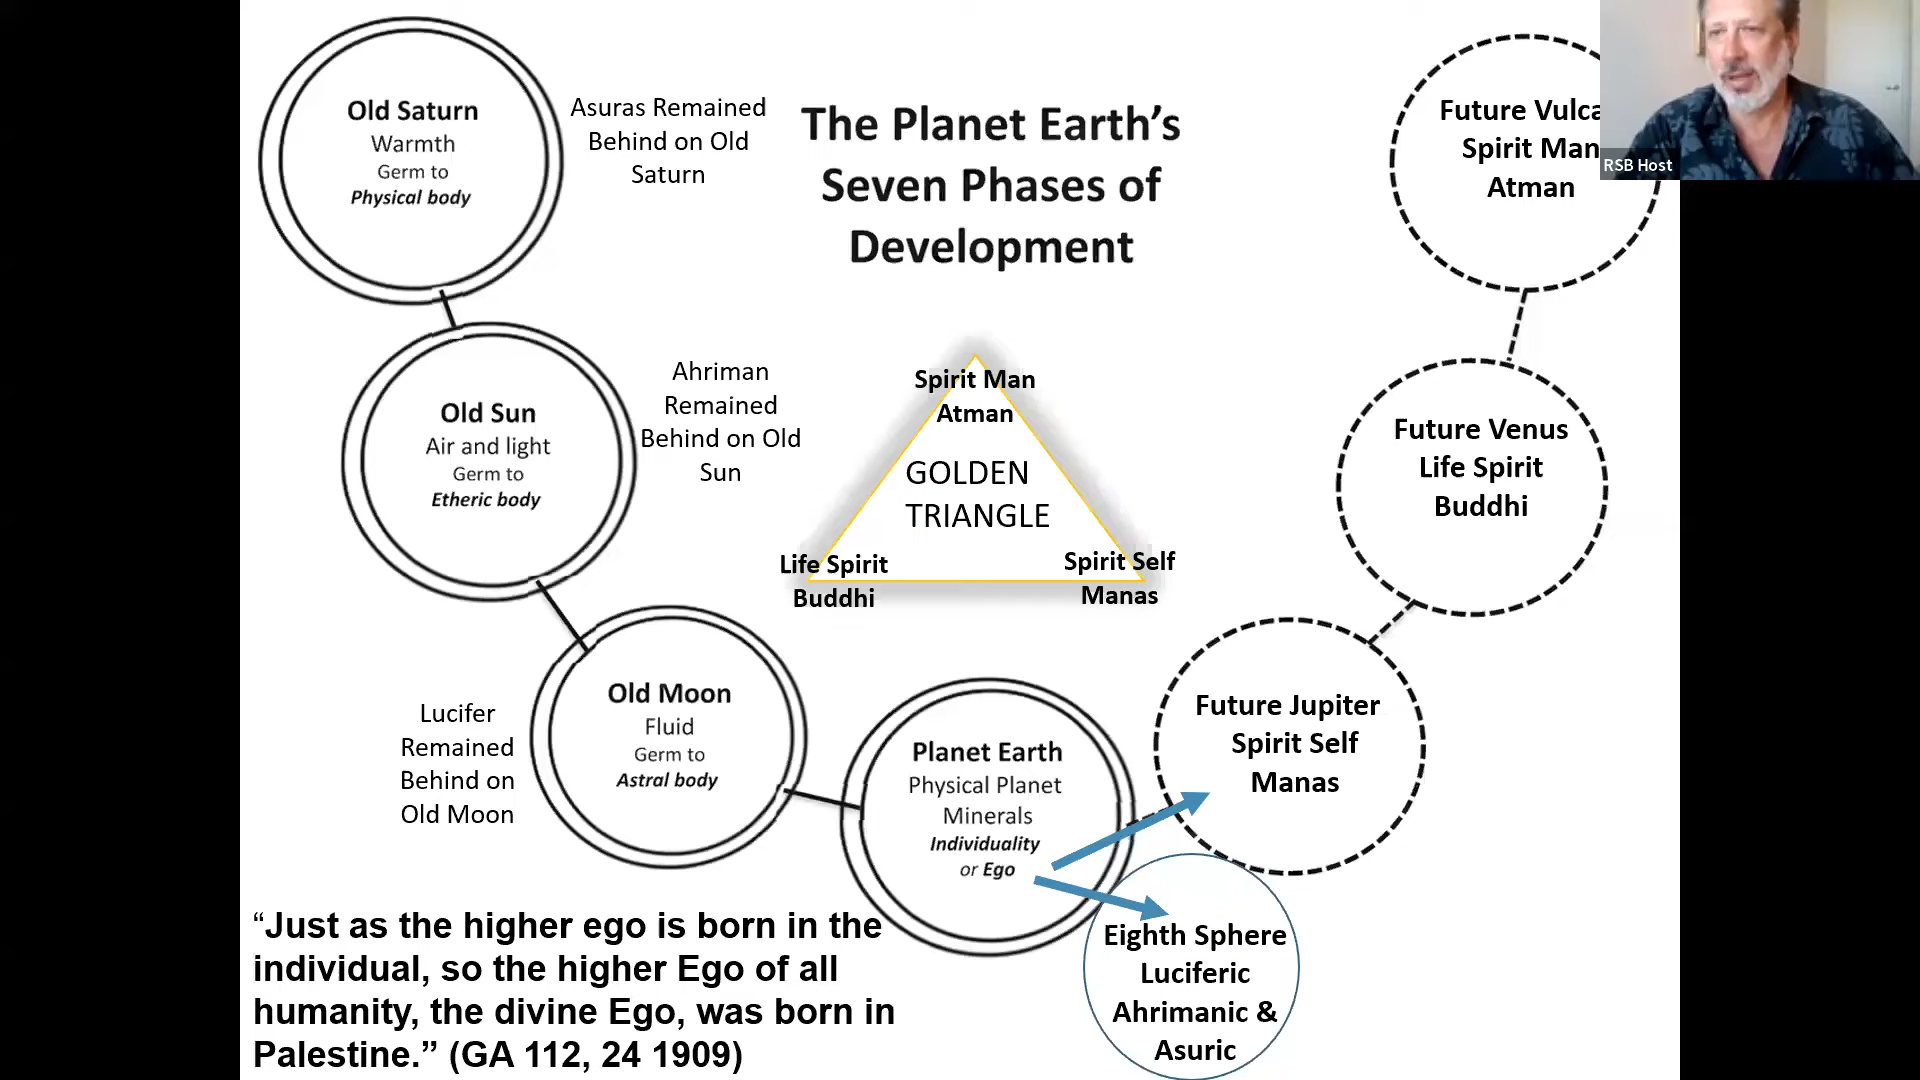 Old Saturn
Warmth
Germ to
Physical body
Asuras Remained
Behind on Old
Saturn
The Planet Earth’s
Seven Phases of
Development
Future Vulca
Spirit Man
Atman
RSB Host
Old Sun
Air and light
Germ to
Etheric body
Ahriman
Remained
Behind on Old
Sun
Spirit Man
Atman
GOLDEN
TRIANGLE
Life Spirit
Buddhi
Spirit Self
Manas
Future Venus
Life Spirit
Buddhi
Old Moon
Fluid
Germ to
Astral body
Lucifer
Remained
Behind on
Old Moon
Planet Earth
Physical Planet
Minerals
Individuality
or Ego
Future Jupiter
Spirit Self
Manas
Eighth Sphere
Luciferic
Ahrimanic &
Asuric
“Just as the higher ego is born in the
individual, so the higher Ego of all
humanity, the divine Ego, was born in
Palestine.” (GA 112, 24 1909)